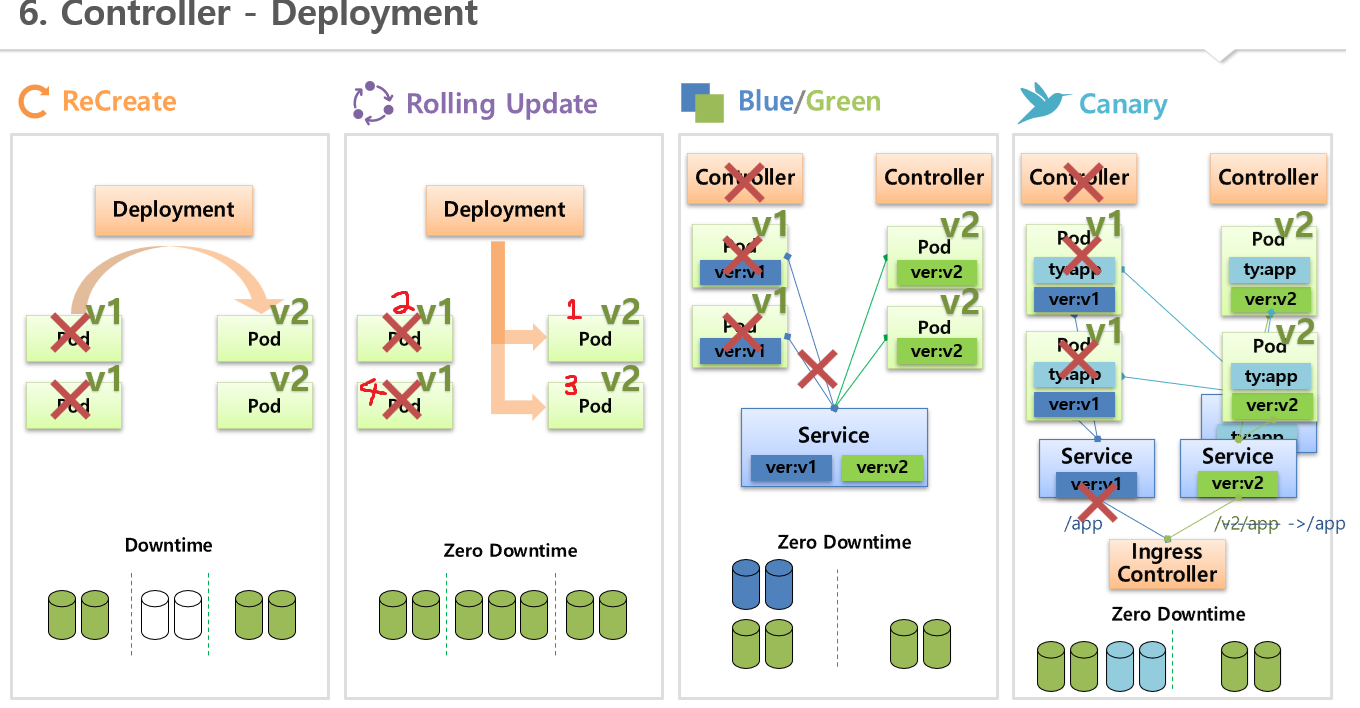 6. Controller - Deployment
ReCreate
Deployment
v1
Pod
v2
Pod
v1
Pod
v2
Pod
Downtime
Rolling Update
Deployment
2
v1
Pod
1
v2
Pod
4
v1
Pod
3
v2
Pod
Zero Downtime
Blue/Green
Controller
Controller
v1
Pod
ver:v1
v2
Pod
ver:v2
v1
Pod
ver:v1
v2
Pod
ver:v2
Service
ver:v1
ver:v2
Zero Downtime
Canary
Controller
Controller
v1
Pod
ty:app
ver:v1
v2
Pod
ty:app
ver:v2
v1
Pod
ty:app
ver:v1
v2
Pod
ty:app
ver:v2
ty:app
Service
ver:v1
Service
ver:v2
/app
/v2/app ->/app
Ingress
Controller
Zero Downtime